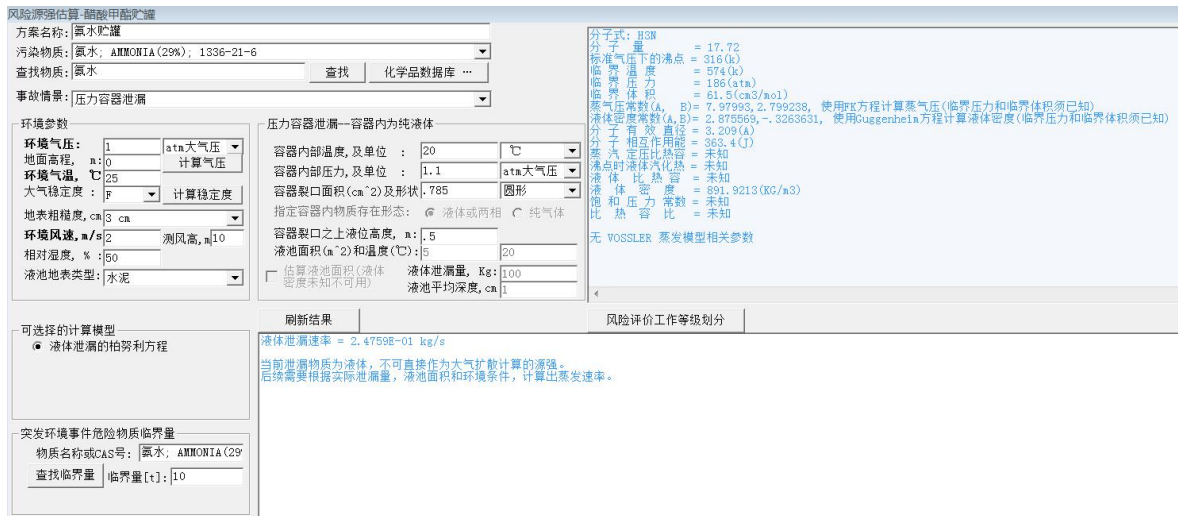 风险源强估算-醋酸甲酯贮罐
方案名称: 氨水贮罐
污染物质: 氨水; AMMONIA(29%); 1336-21-6
查找物质: 氨水 查找 化学品数据库 …
事故情景: 压力容器泄漏
环境参数
环境气压: 1 atm大气压
地面高程, m: 0 计算气压
环境气温, ℃ 25
大气稳定度 : F 计算稳定度
地表粗糙度, cm 3 cm
环境风速, m/s 2 测风高, m 10
相对湿度, % : 50
液池地表类型: 水泥
压力容器泄漏--容器内为纯液体
容器内部温度, 及单位 : 20 ℃
容器内部压力, 及单位 : 1.1 atm大气压
容器裂口面积(cm^2)及形状 .785 圆形
指定容器内物质存在形态: 液体或两相 纯气体
容器裂口之上液位高度, m: .5
液池面积(m^2)和温度(℃): 5 20
估算液池面积(液体密度未知不可用) 液体泄漏量, Kg: 100
液池平均深度, cm 1
分子式: H3N
分 子 量 = 17.72
标准气压下的沸点 = 316(k)
临 界 温 度 = 574(k)
临 界 压 力 = 186(atm)
临 界 体 积 = 61.5(cm3/mol)
蒸气压常数(A, B)= 7.97993,2.799238, 使用FK方程计算蒸气压(临界压力和临界体积须已知)
液体密度常数(A,B)= 2.875569,-.3263631, 使用Guggenheim方程计算液体密度(临界压力和临界体积须已知)
分 子 有 效 直径 = 3.209(A)
分 子 相互作用能 = 363.4(J)
蒸 汽 定压比热容 = 未知
沸点时液体汽化热 = 未知
液 体 比 热 容 = 未知
液 体 密 度 = 891.9213(KG/m3)
饱 和 压 力 常数 = 未知
比 热 容 比 = 未知
无 VOSSLER 蒸发模型相关参数
刷新结果 风险评价工作等级划分
可选择的计算模型
液体泄漏的柏努利方程
液体泄漏速率 = 2.4759E-01 kg/s
当前泄漏物质为液体，不可直接作为大气扩散计算的源强。
后续需要根据实际泄漏量，液池面积和环境条件，计算出蒸发速率。
突发环境事件危险物质临界量
物质名称或CAS号: 氨水; AMMONIA(29
查找临界量 临界量[t]: 10